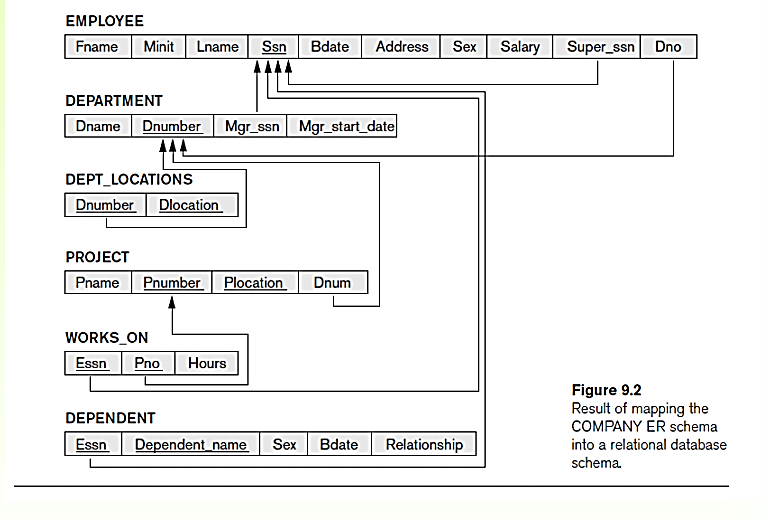 EMPLOYEE
Fname Minit Lname Ssn Bdate Address Sex Salary Super_ssn Dno
DEPARTMENT
Dname Dnumber Mgr_ssn Mgr_start_date
DEPT_LOCATIONS
Dnumber Dlocation
PROJECT
Pname Pnumber Plocation Dnum
WORKS_ON
Essn Pno Hours
DEPENDENT
Essn Dependent_name Sex Bdate Relationship
Figure 9.2
Result of mapping the
COMPANY ER schema
into a relational database
schema.